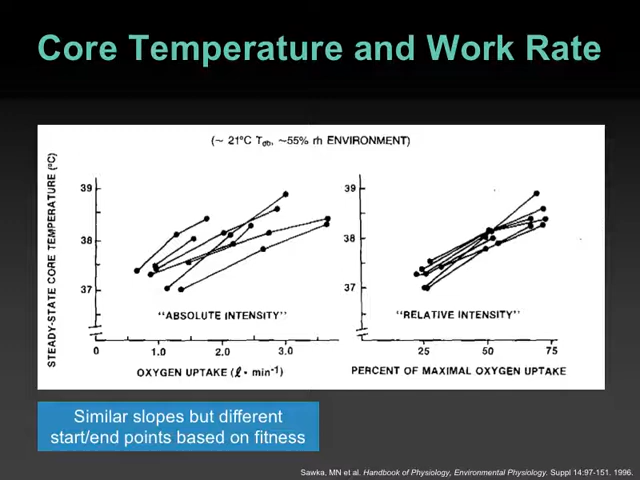 Core Temperature and Work Rate
(~ 21°C Tdb, ~55% rh ENVIRONMENT)
STEADY-STATE CORE TEMPERATURE (°C)
39
38
37
"ABSOLUTE INTENSITY"
0 1.0 2.0 3.0
OXYGEN UPTAKE (ℓ • min⁻¹)
39
38
37
"RELATIVE INTENSITY"
25 50 75
PERCENT OF MAXIMAL OXYGEN UPTAKE
Similar slopes but different
start/end points based on fitness
Sawka, MN et al. Handbook of Physiology, Environmental Physiology. Suppl 14:97-151. 1996.